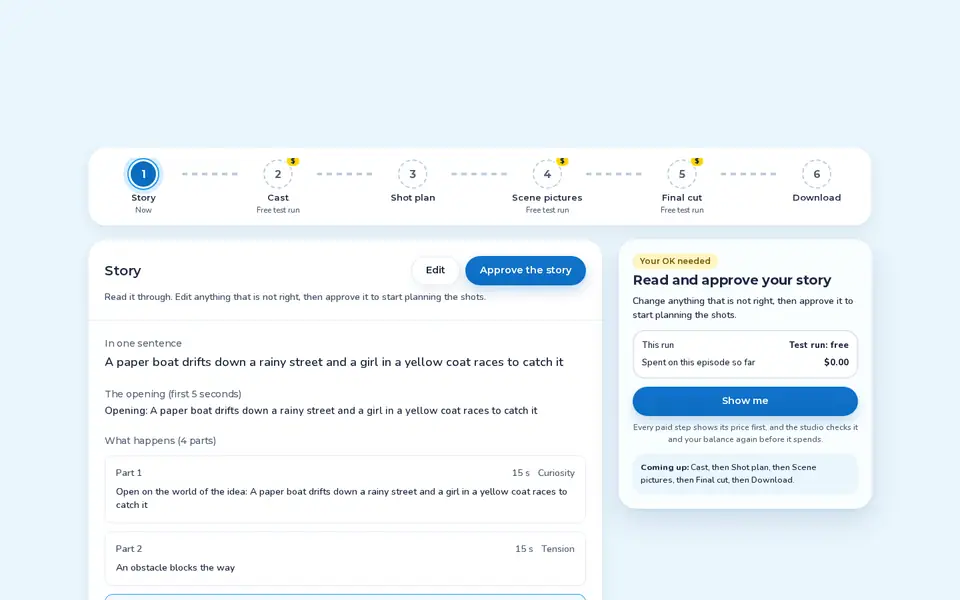 1
Story
Now
$
2
Cast
Free test run
3
Shot plan
$
4
Scene pictures
Free test run
$
5
Final cut
Free test run
6
Download
Story
Edit
Approve the story
Read it through. Edit anything that is not right, then approve it to start planning the shots.
In one sentence
A paper boat drifts down a rainy street and a girl in a yellow coat races to catch it
The opening (first 5 seconds)
Opening: A paper boat drifts down a rainy street and a girl in a yellow coat races to catch it
What happens (4 parts)
Part 1 15 s Curiosity
Open on the world of the idea: A paper boat drifts down a rainy street and a girl in a yellow coat races to
catch it
Part 2 15 s Tension
An obstacle blocks the way
Your OK needed
Read and approve your story
Change anything that is not right, then approve it to
start planning the shots.
This run Test run: free
Spent on this episode so far $0.00
Show me
Every paid step shows its price first, and the studio checks it
and your balance again before it spends.
Coming up: Cast, then Shot plan, then Scene
pictures, then Final cut, then Download.